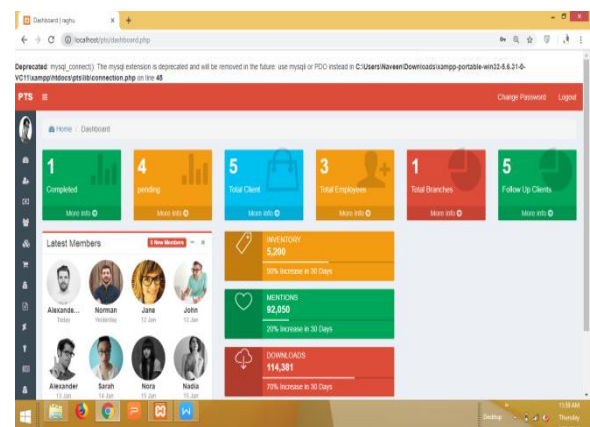 Dashboard | raghu
localhost/pts/dashboard.php
Deprecated: mysql_connect(): The mysql extension is deprecated and will be removed in the future: use mysqli or PDO instead in C:\Users\Naveen\Downloads\xampp-portable-win32-5.6.31-0-
VC11\xampp\htdocs\pts\lib\connection.php on line 45
PTS Change Password Logout
Home / Dashboard
1 4 5 3 1 5
Completed pending Total Client Total Employees Total Branches Follow Up Clients
More info More info More info More info More info More info
Latest Members 8 New Members
INVENTORY
5,200
50% Increase in 30 Days
MENTIONS
92,050
20% Increase in 30 Days
DOWNLOADS
114,381
70% Increase in 30 Days
Alexande... Norman Jane John
Today Yesterday 12 Jan 12 Jan
Alexander Sarah Nora Nadia
13 Jan 14 Jan 15 Jan 15 Jan
Desktop
11:58 AM
Thursday